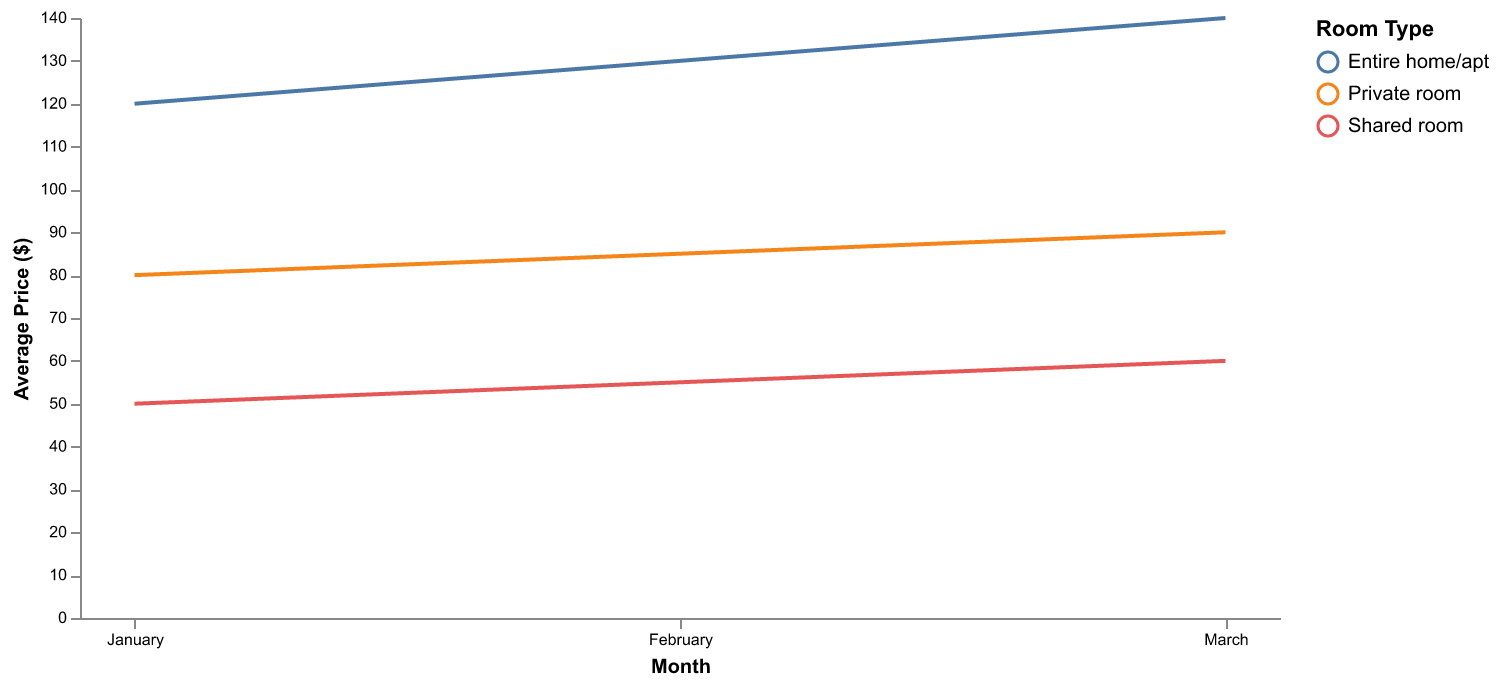 140
130
120
110
100
90
80
70
60
50
40
30
20
10
0
Average Price ($)
January
February
March
Month
Room Type
Entire home/apt
Private room
Shared room